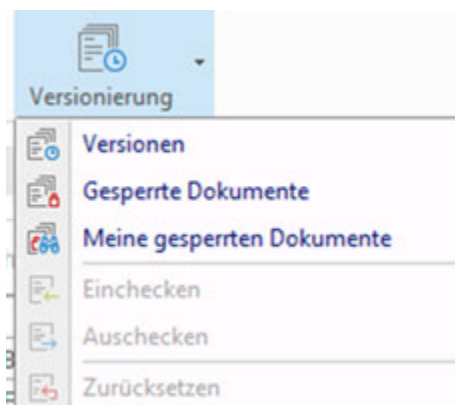 Versionierung
Versionen
Gesperrte Dokumente
Meine gesperrten Dokumente
Einchecken
Auschecken
Zurücksetzen